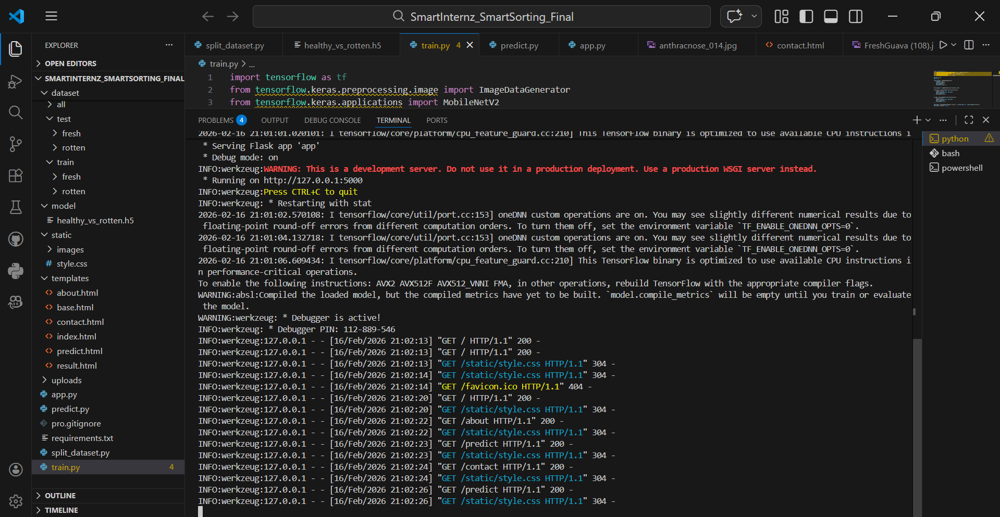 SmartInternz_SmartSorting_Final
EXPLORER
OPEN EDITORS
SMARTINTERNZ_SMARTSORTING_FINAL
dataset
all
test
fresh
rotten
train
fresh
rotten
model
healthy_vs_rotten.h5
static
images
# style.css
templates
<> about.html
<> base.html
<> contact.html
<> index.html
<> predict.html
<> result.html
uploads
app.py
predict.py
pro.gitignore
requirements.txt
split_dataset.py
train.py 4
OUTLINE
TIMELINE
split_dataset.py healthy_vs_rotten.h5 train.py 4 predict.py app.py anthracnose_014.jpg <> contact.html FreshGuava (108).j
train.py > ...
1 import tensorflow as tf
2 from tensorflow.keras.preprocessing.image import ImageDataGenerator
3 from tensorflow.keras.applications import MobileNetV2
PROBLEMS 4 OUTPUT DEBUG CONSOLE TERMINAL PORTS
2026-02-16 21:01:01.020101: I tensorflow/core/platform/cpu_feature_guard.cc:210] This TensorFlow binary is optimized to use available CPU instructions i
* Serving Flask app 'app'
* Debug mode: on
INFO:werkzeug:WARNING: This is a development server. Do not use it in a production deployment. Use a production WSGI server instead.
* Running on http://127.0.0.1:5000
INFO:werkzeug:Press CTRL+C to quit
INFO:werkzeug: * Restarting with stat
2026-02-16 21:01:02.570108: I tensorflow/core/util/port.cc:153] oneDNN custom operations are on. You may see slightly different numerical results due to
floating-point round-off errors from different computation orders. To turn them off, set the environment variable `TF_ENABLE_ONEDNN_OPTS=0`.
2026-02-16 21:01:04.132718: I tensorflow/core/util/port.cc:153] oneDNN custom operations are on. You may see slightly different numerical results due to
floating-point round-off errors from different computation orders. To turn them off, set the environment variable `TF_ENABLE_ONEDNN_OPTS=0`.
2026-02-16 21:01:06.609434: I tensorflow/core/platform/cpu_feature_guard.cc:210] This TensorFlow binary is optimized to use available CPU instructions i
n performance-critical operations.
To enable the following instructions: AVX2 AVX512F AVX512_VNNI FMA, in other operations, rebuild TensorFlow with the appropriate compiler flags.
WARNING:absl:Compiled the loaded model, but the compiled metrics have yet to be built. `model.compile_metrics` will be empty until you train or evaluate
the model.
WARNING:werkzeug: * Debugger is active!
INFO:werkzeug: * Debugger PIN: 112-889-546
INFO:werkzeug:127.0.0.1 - - [16/Feb/2026 21:02:13] "GET / HTTP/1.1" 200 -
INFO:werkzeug:127.0.0.1 - - [16/Feb/2026 21:02:13] "GET / HTTP/1.1" 200 -
INFO:werkzeug:127.0.0.1 - - [16/Feb/2026 21:02:13] "GET /static/style.css HTTP/1.1" 304 -
INFO:werkzeug:127.0.0.1 - - [16/Feb/2026 21:02:14] "GET /static/style.css HTTP/1.1" 304 -
INFO:werkzeug:127.0.0.1 - - [16/Feb/2026 21:02:14] "GET /favicon.ico HTTP/1.1" 404 -
INFO:werkzeug:127.0.0.1 - - [16/Feb/2026 21:02:20] "GET / HTTP/1.1" 200 -
INFO:werkzeug:127.0.0.1 - - [16/Feb/2026 21:02:20] "GET /static/style.css HTTP/1.1" 304 -
INFO:werkzeug:127.0.0.1 - - [16/Feb/2026 21:02:22] "GET /about HTTP/1.1" 200 -
INFO:werkzeug:127.0.0.1 - - [16/Feb/2026 21:02:22] "GET /static/style.css HTTP/1.1" 304 -
INFO:werkzeug:127.0.0.1 - - [16/Feb/2026 21:02:23] "GET /predict HTTP/1.1" 200 -
INFO:werkzeug:127.0.0.1 - - [16/Feb/2026 21:02:23] "GET /static/style.css HTTP/1.1" 304 -
INFO:werkzeug:127.0.0.1 - - [16/Feb/2026 21:02:24] "GET /contact HTTP/1.1" 200 -
INFO:werkzeug:127.0.0.1 - - [16/Feb/2026 21:02:24] "GET /static/style.css HTTP/1.1" 304 -
INFO:werkzeug:127.0.0.1 - - [16/Feb/2026 21:02:26] "GET /predict HTTP/1.1" 200 -
INFO:werkzeug:127.0.0.1 - - [16/Feb/2026 21:02:26] "GET /static/style.css HTTP/1.1" 304 -
python
bash
powershell